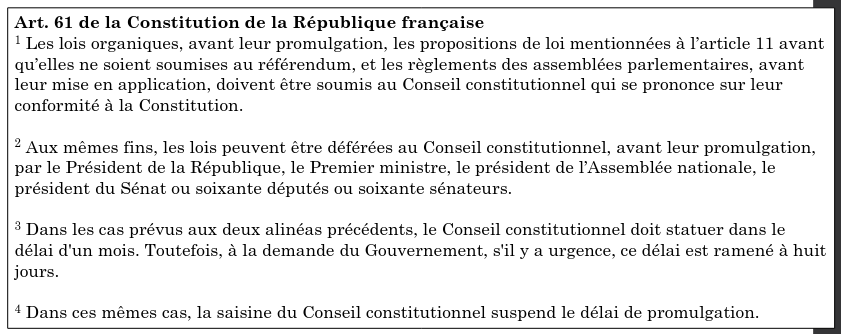 Art. 61 de la Constitution de la République française
¹ Les lois organiques, avant leur promulgation, les propositions de loi mentionnées à l’article 11 avant
qu’elles ne soient soumises au référendum, et les règlements des assemblées parlementaires, avant
leur mise en application, doivent être soumis au Conseil constitutionnel qui se prononce sur leur
conformité à la Constitution.
² Aux mêmes fins, les lois peuvent être déférées au Conseil constitutionnel, avant leur promulgation,
par le Président de la République, le Premier ministre, le président de l’Assemblée nationale, le
président du Sénat ou soixante députés ou soixante sénateurs.
³ Dans les cas prévus aux deux alinéas précédents, le Conseil constitutionnel doit statuer dans le
délai d'un mois. Toutefois, à la demande du Gouvernement, s'il y a urgence, ce délai est ramené à huit
jours.
⁴ Dans ces mêmes cas, la saisine du Conseil constitutionnel suspend le délai de promulgation.